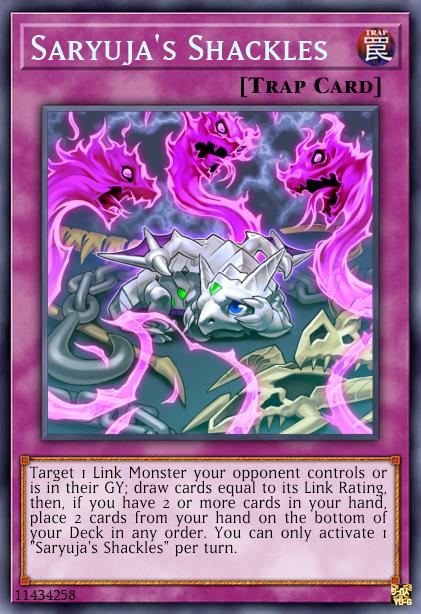 Saryuja's Shackles
TRAP
罠
[Trap Card]
Target 1 Link Monster your opponent controls or
is in their GY; draw cards equal to its Link Rating,
then, if you have 2 or more cards in your hand,
place 2 cards from your hand on the bottom of
your Deck in any order. You can only activate 1
"Saryuja's Shackles" per turn.
11434258